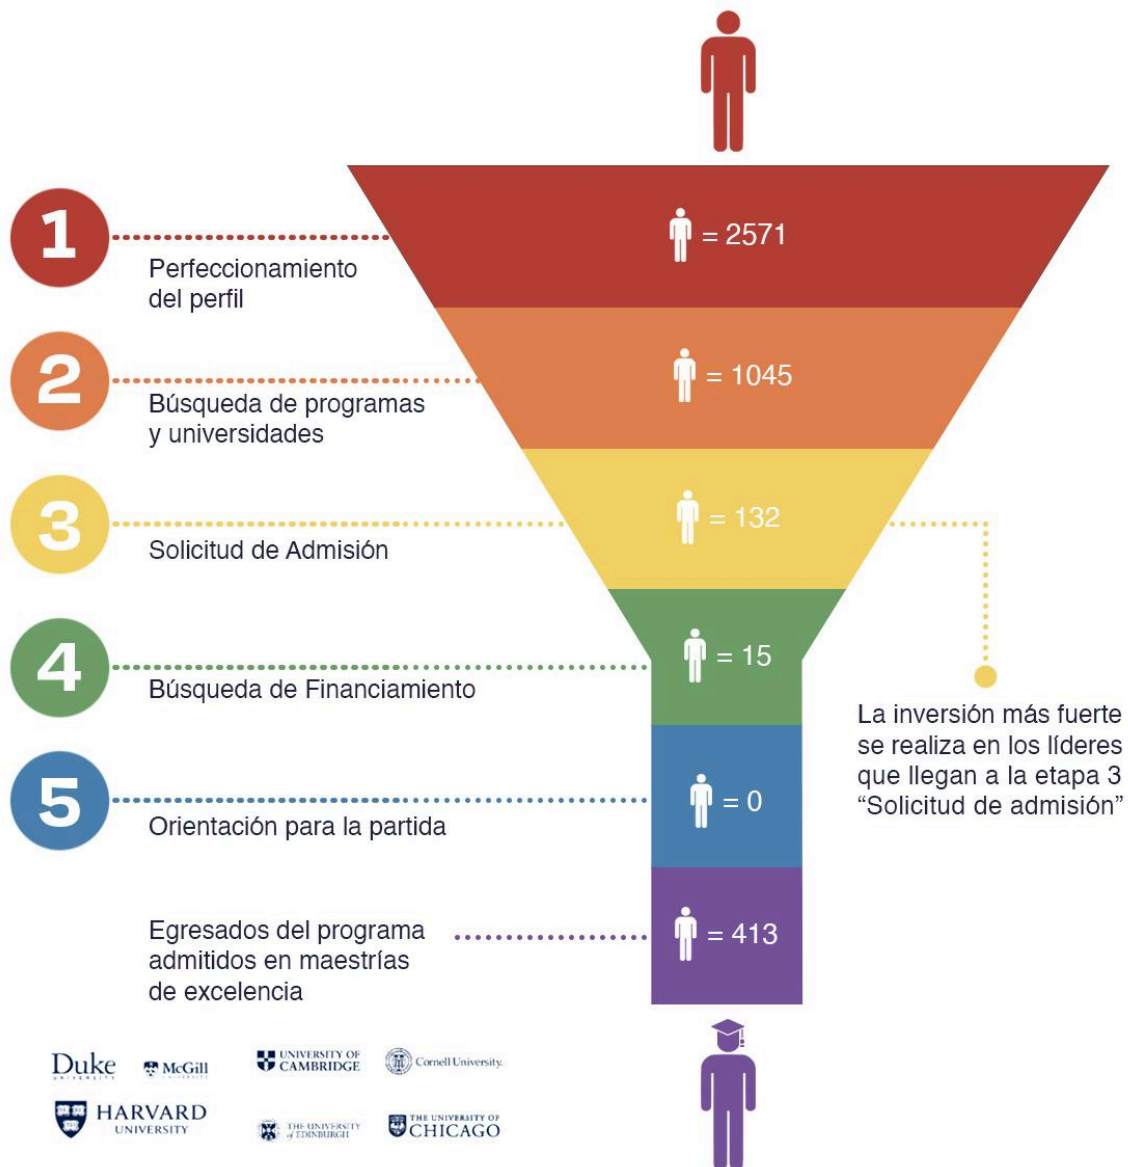 1
= 2571
Perfeccionamiento
del perfil
2
= 1045
Búsqueda de programas
y universidades
3
= 132
Solicitud de Admisión
4
= 15
Búsqueda de Financiamiento
La inversión más fuerte
se realiza en los líderes
que llegan a la etapa 3
“Solicitud de admisión”
5
= 0
Orientación para la partida
= 413
Egresados del programa
admitidos en maestrías
de excelencia
Duke
UNIVERSITY
McGill
UNIVERSITY
UNIVERSITY OF
CAMBRIDGE
Cornell University.
HARVARD
UNIVERSITY
THE UNIVERSITY
of EDINBURGH
THE UNIVERSITY OF
CHICAGO